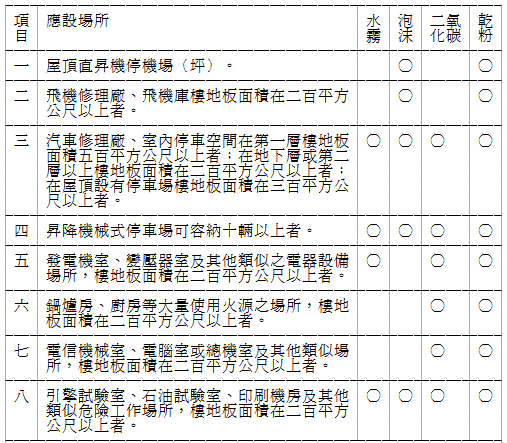 項目 應設場所 水霧 泡沫 二氧化碳 乾粉
一 屋頂直昇機停機場（坪）。 ○ ○
二 飛機修理廠、飛機庫樓地板面積在二百平方
公尺以上者。 ○ ○
三 汽車修理廠、室內停車空間在第一層樓地板
面積五百平方公尺以上者；在地下層或第二
層以上樓地板面積在二百平方公尺以上者；
在屋頂設有停車場樓地板面積在三百平方公
尺以上者。 ○ ○ ○ ○
四 昇降機械式停車場可容納十輛以上者。 ○ ○ ○ ○
五 發電機室、變壓器室及其他類似之電器設備
場所，樓地板面積在二百平方公尺以上者。 ○ ○ ○
六 鍋爐房、廚房等大量使用火源之場所，樓地
板面積在二百平方公尺以上者。 ○ ○
七 電信機械室、電腦室或總機室及其他類似場
所，樓地板面積在二百平方公尺以上者。 ○ ○
八 引擎試驗室、石油試驗室、印刷機房及其他
類似危險工作場所，樓地板面積在二百平方
公尺以上者。 ○ ○ ○ ○